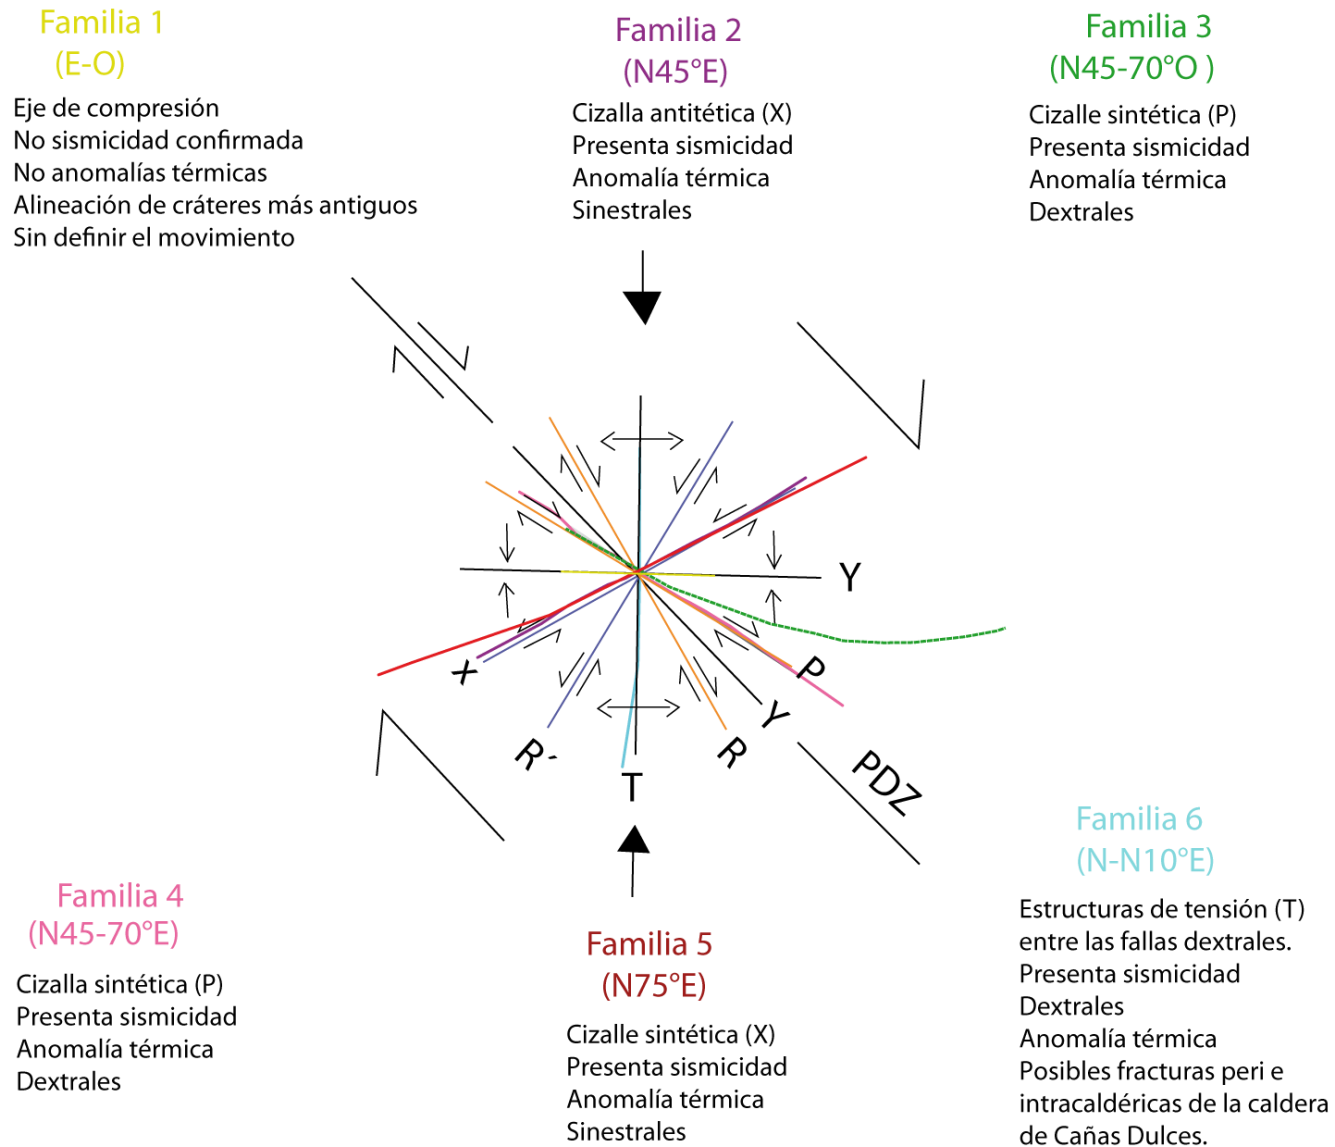 Familia 1
(E-O)
Eje de compresión
No sismicidad confirmada
No anomalías térmicas
Alineación de cráteres más antiguos
Sin definir el movimiento
Familia 2
(N45°E)
Cizalla antitética (X)
Presenta sismicidad
Anomalía térmica
Sinestrales
Familia 3
(N45-70°O )
Cizalle sintética (P)
Presenta sismicidad
Anomalía térmica
Dextrales
Y
x
P
Y
R´
R
T
PDZ
Familia 4
(N45-70°E)
Cizalla sintética (P)
Presenta sismicidad
Anomalía térmica
Dextrales
Familia 5
(N75°E)
Cizalle sintética (X)
Presenta sismicidad
Anomalía térmica
Sinestrales
Familia 6
(N-N10°E)
Estructuras de tensión (T)
entre las fallas dextrales.
Presenta sismicidad
Dextrales
Anomalía térmica
Posibles fracturas peri e
intracaldéricas de la caldera
de Cañas Dulces.